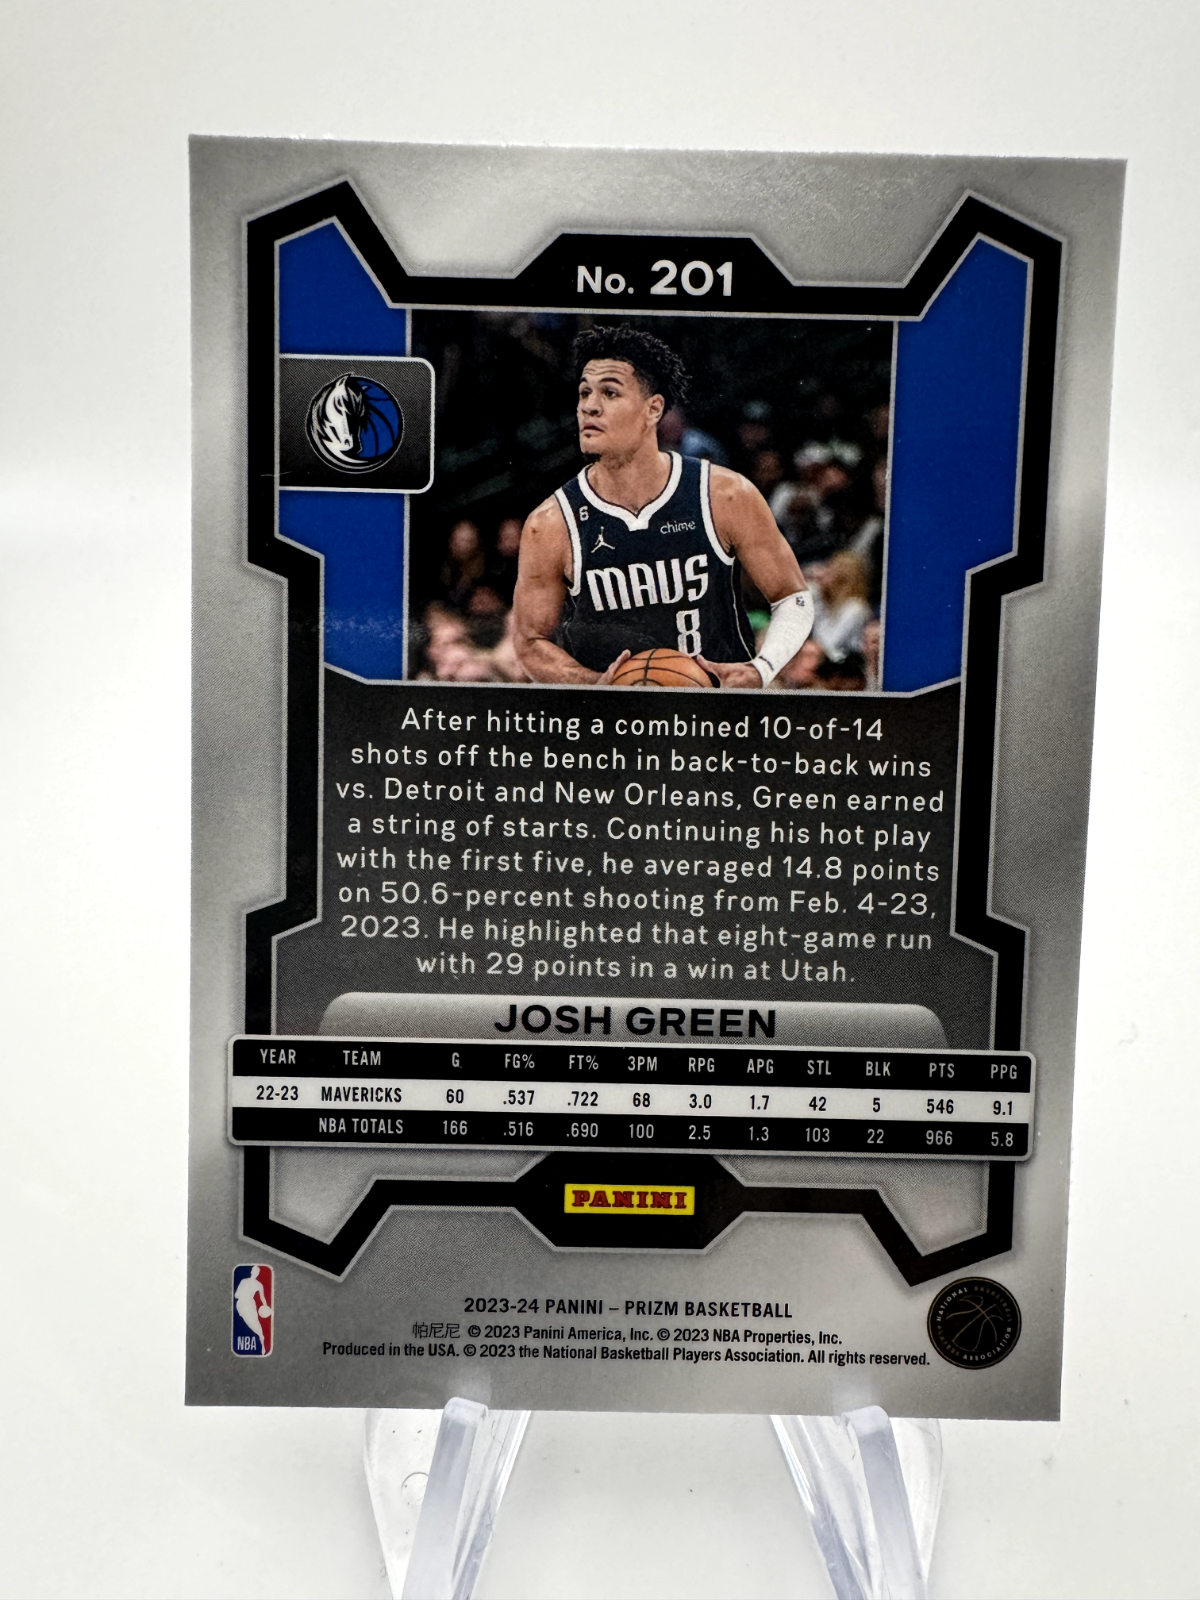 No. 201
6
chime
MAVS
8
After hitting a combined 10-of-14
shots off the bench in back-to-back wins
vs. Detroit and New Orleans, Green earned
a string of starts. Continuing his hot play
with the first five, he averaged 14.8 points
on 50.6-percent shooting from Feb. 4-23,
2023. He highlighted that eight-game run
with 29 points in a win at Utah.
JOSH GREEN
YEAR TEAM G FG% FT% 3PM RPG APG STL BLK PTS PPG
22-23 MAVERICKS 60 .537 .722 68 3.0 1.7 42 5 546 9.1
NBA TOTALS 166 .516 .690 100 2.5 1.3 103 22 966 5.8
PANINI
NBA
2023-24 PANINI – PRIZM BASKETBALL
帕尼尼 © 2023 Panini America, Inc. © 2023 NBA Properties, Inc.
Produced in the USA. © 2023 the National Basketball Players Association. All rights reserved.
NATIONAL BASKETBALL PLAYERS ASSOCIATION